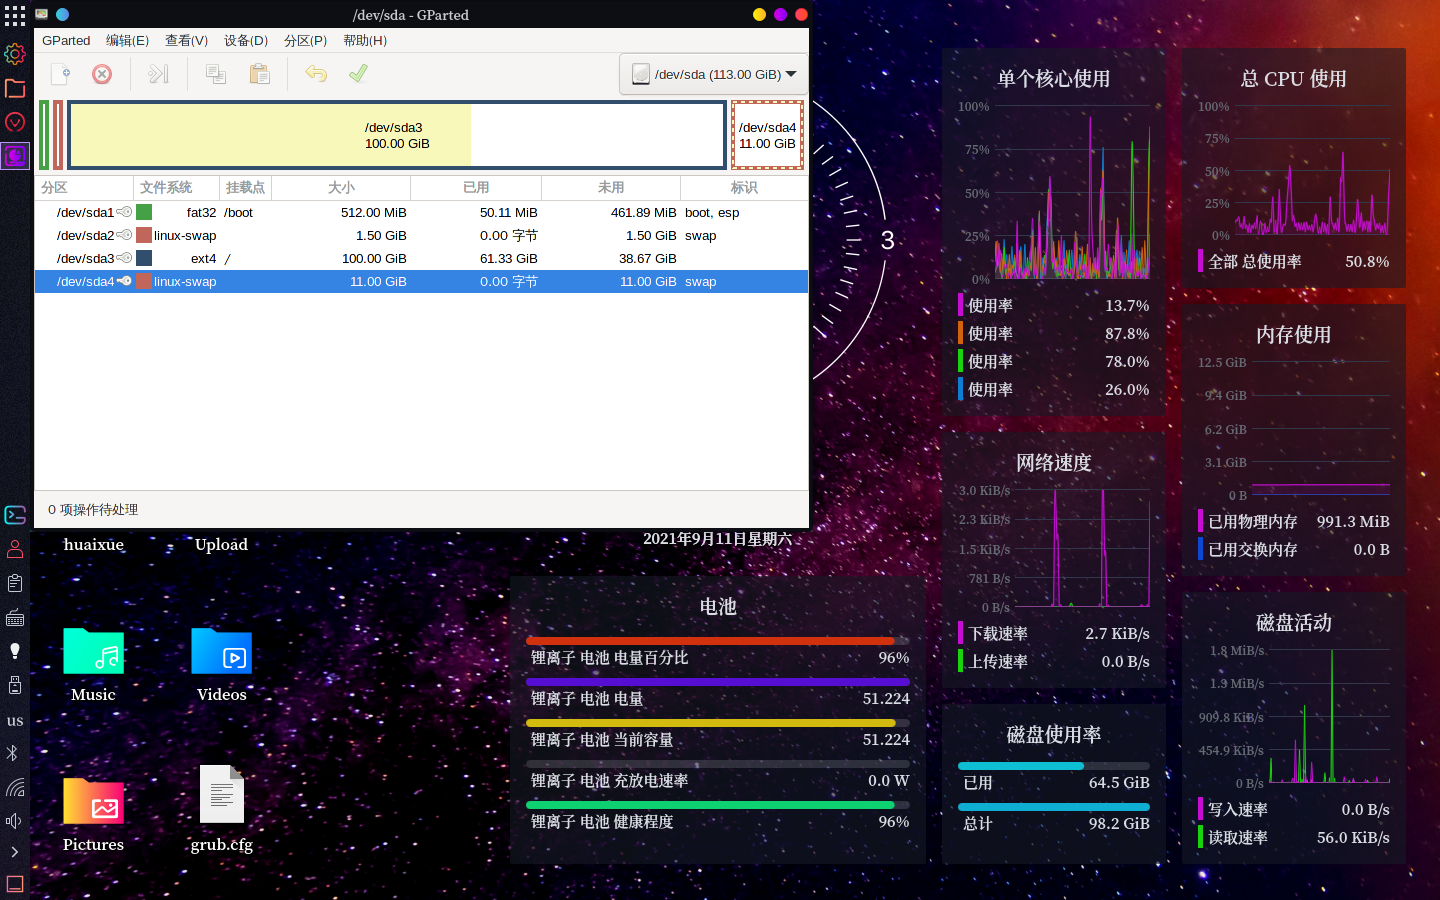 /dev/sda - GParted
GParted 编辑(E) 查看(V) 设备(D) 分区(P) 帮助(H)
/dev/sda (113.00 GiB)
/dev/sda3
100.00 GiB
/dev/sda4
11.00 GiB
分区 文件系统 挂载点 大小 已用 未用 标识
/dev/sda1 fat32 /boot 512.00 MiB 50.11 MiB 461.89 MiB boot, esp
/dev/sda2 linux-swap 1.50 GiB 0.00 字节 1.50 GiB swap
/dev/sda3 ext4 / 100.00 GiB 61.33 GiB 38.67 GiB
/dev/sda4 linux-swap 11.00 GiB 0.00 字节 11.00 GiB swap
0 项操作待处理
3
2021年9月11日星期六
huaixue
Upload
Music
Videos
Pictures
grub.cfg
us
电池
锂离子 电池 电量百分比 96%
锂离子 电池 电量 51.224
锂离子 电池 当前容量 51.224
锂离子 电池 充放电速率 0.0 W
锂离子 电池 健康程度 96%
单个核心使用
100%
75%
50%
25%
0%
使用率 13.7%
使用率 87.8%
使用率 78.0%
使用率 26.0%
网络速度
3.0 KiB/s
2.3 KiB/s
1.5 KiB/s
781 B/s
0 B/s
下载速率 2.7 KiB/s
上传速率 0.0 B/s
磁盘使用率
已用 64.5 GiB
总计 98.2 GiB
总 CPU 使用
100%
75%
50%
25%
0%
全部 总使用率 50.8%
内存使用
12.5 GiB
9.4 GiB
6.2 GiB
3.1 GiB
0 B
已用物理内存 991.3 MiB
已用交换内存 0.0 B
磁盘活动
1.8 MiB/s
1.3 MiB/s
909.8 KiB/s
454.9 KiB/s
0 B/s
写入速率 0.0 B/s
读取速率 56.0 KiB/s